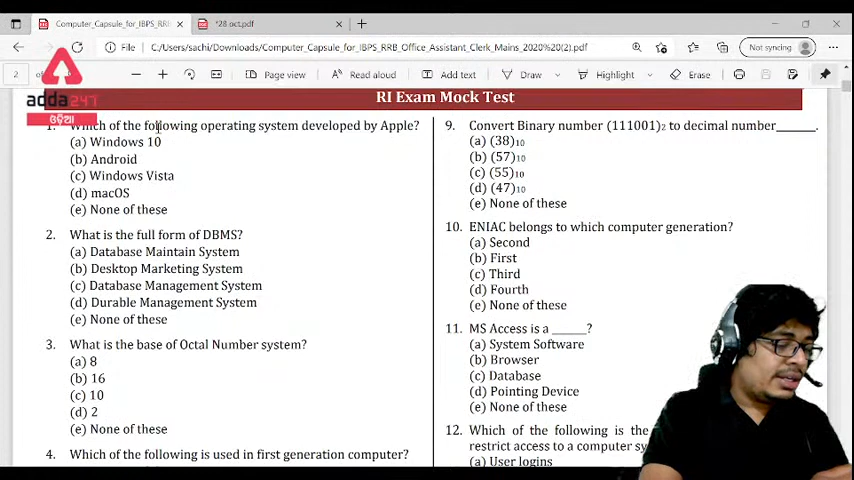 Computer_Capsule_for_IBPS_RRB
*28 oct.pdf
File
C:/Users/sachi/Downloads/Computer_Capsule_for_IBPS_RRB_Office_Assistant_Clerk_Mains_2020%20(2).pdf
Not syncing
2
Page view
Read aloud
Add text
Draw
Highlight
Erase
adda247
ଓଡ଼ିଆ
RI Exam Mock Test
1. Which of the following operating system developed by Apple?
(a) Windows 10
(b) Android
(c) Windows Vista
(d) macOS
(e) None of these
2. What is the full form of DBMS?
(a) Database Maintain System
(b) Desktop Marketing System
(c) Database Management System
(d) Durable Management System
(e) None of these
3. What is the base of Octal Number system?
(a) 8
(b) 16
(c) 10
(d) 2
(e) None of these
4. Which of the following is used in first generation computer?
9. Convert Binary number (111001)₂ to decimal number______.
(a) (38)₁₀
(b) (57)₁₀
(c) (55)₁₀
(d) (47)₁₀
(e) None of these
10. ENIAC belongs to which computer generation?
(a) Second
(b) First
(c) Third
(d) Fourth
(e) None of these
11. MS Access is a _____?
(a) System Software
(b) Browser
(c) Database
(d) Pointing Device
(e) None of these
12. Which of the following is the
restrict access to a computer
(a) User logins